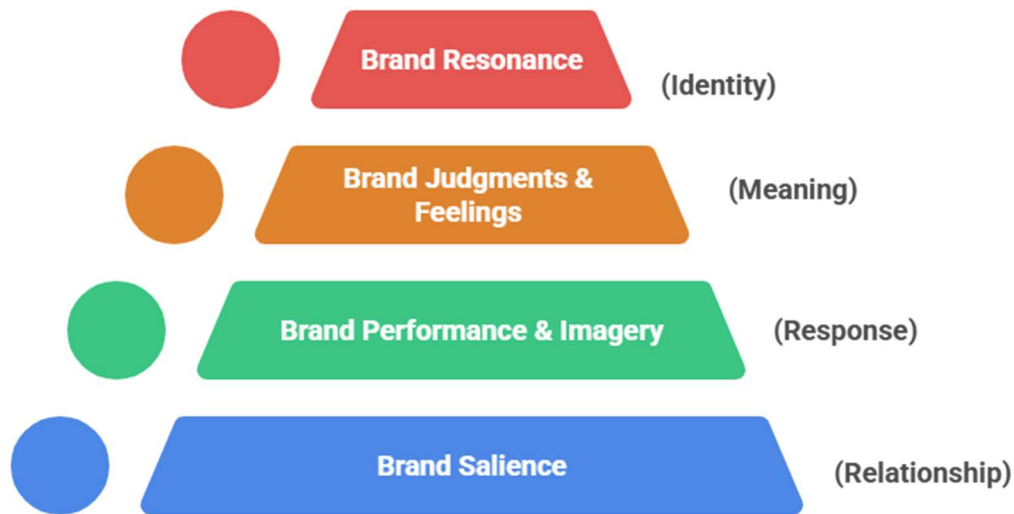 Brand Resonance
(Identity)
Brand Judgments &
Feelings
(Meaning)
Brand Performance & Imagery
(Response)
Brand Salience
(Relationship)